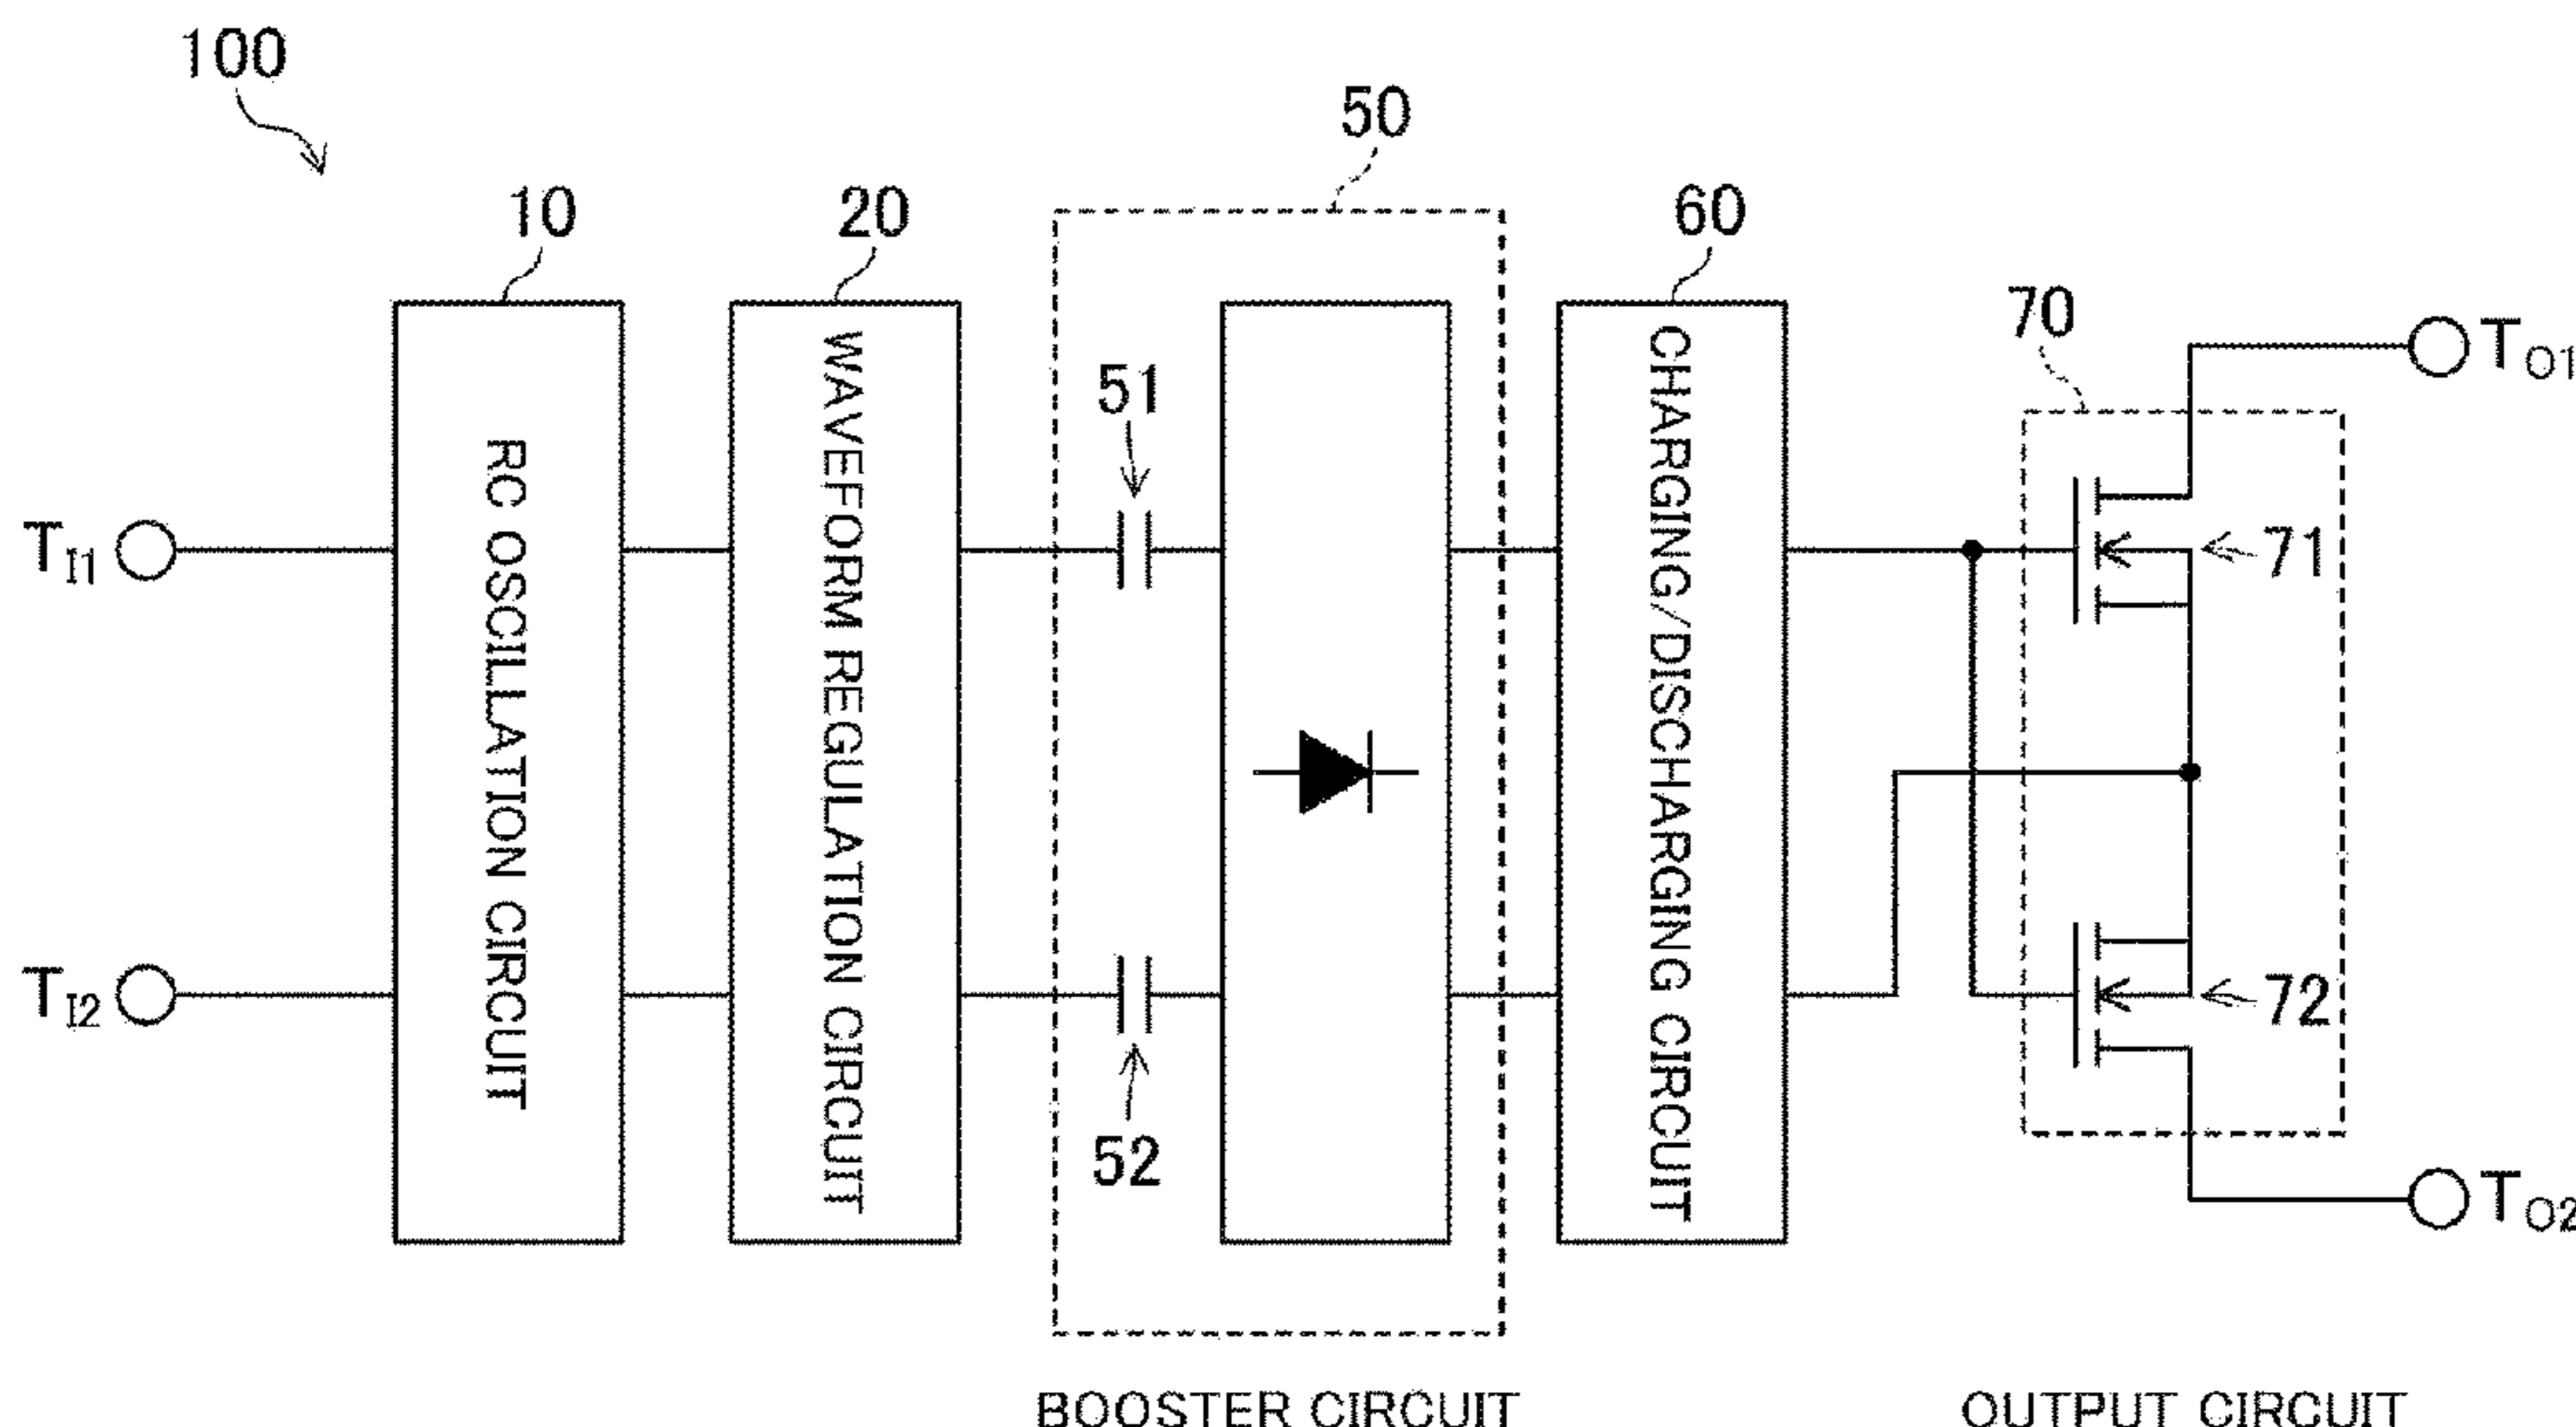 100
50
10
20
60
70
T_O1
51
T_I1
71
RC OSCILLATION CIRCUIT
WAVEFORM REGULATION CIRCUIT
CHARGING/DISCHARGING CIRCUIT
T_I2
72
52
T_O2
BOOSTER CIRCUIT
OUTPUT CIRCUIT